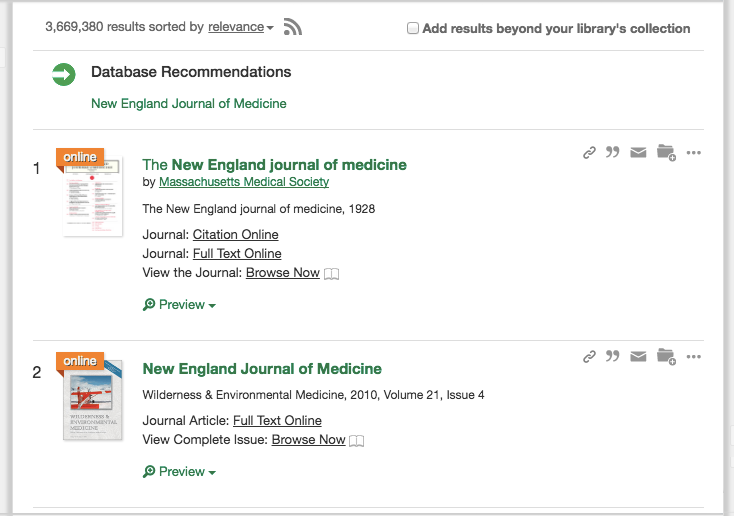 3,669,380 results sorted by relevance
Add results beyond your library's collection
Database Recommendations
New England Journal of Medicine
1
online
The New England journal of medicine
by Massachusetts Medical Society
The New England journal of medicine, 1928
Journal: Citation Online
Journal: Full Text Online
View the Journal: Browse Now
Preview
2
online
WILDERNESS &
ENVIRONMENTAL
MEDICINE
New England Journal of Medicine
Wilderness & Environmental Medicine, 2010, Volume 21, Issue 4
Journal Article: Full Text Online
View Complete Issue: Browse Now
Preview